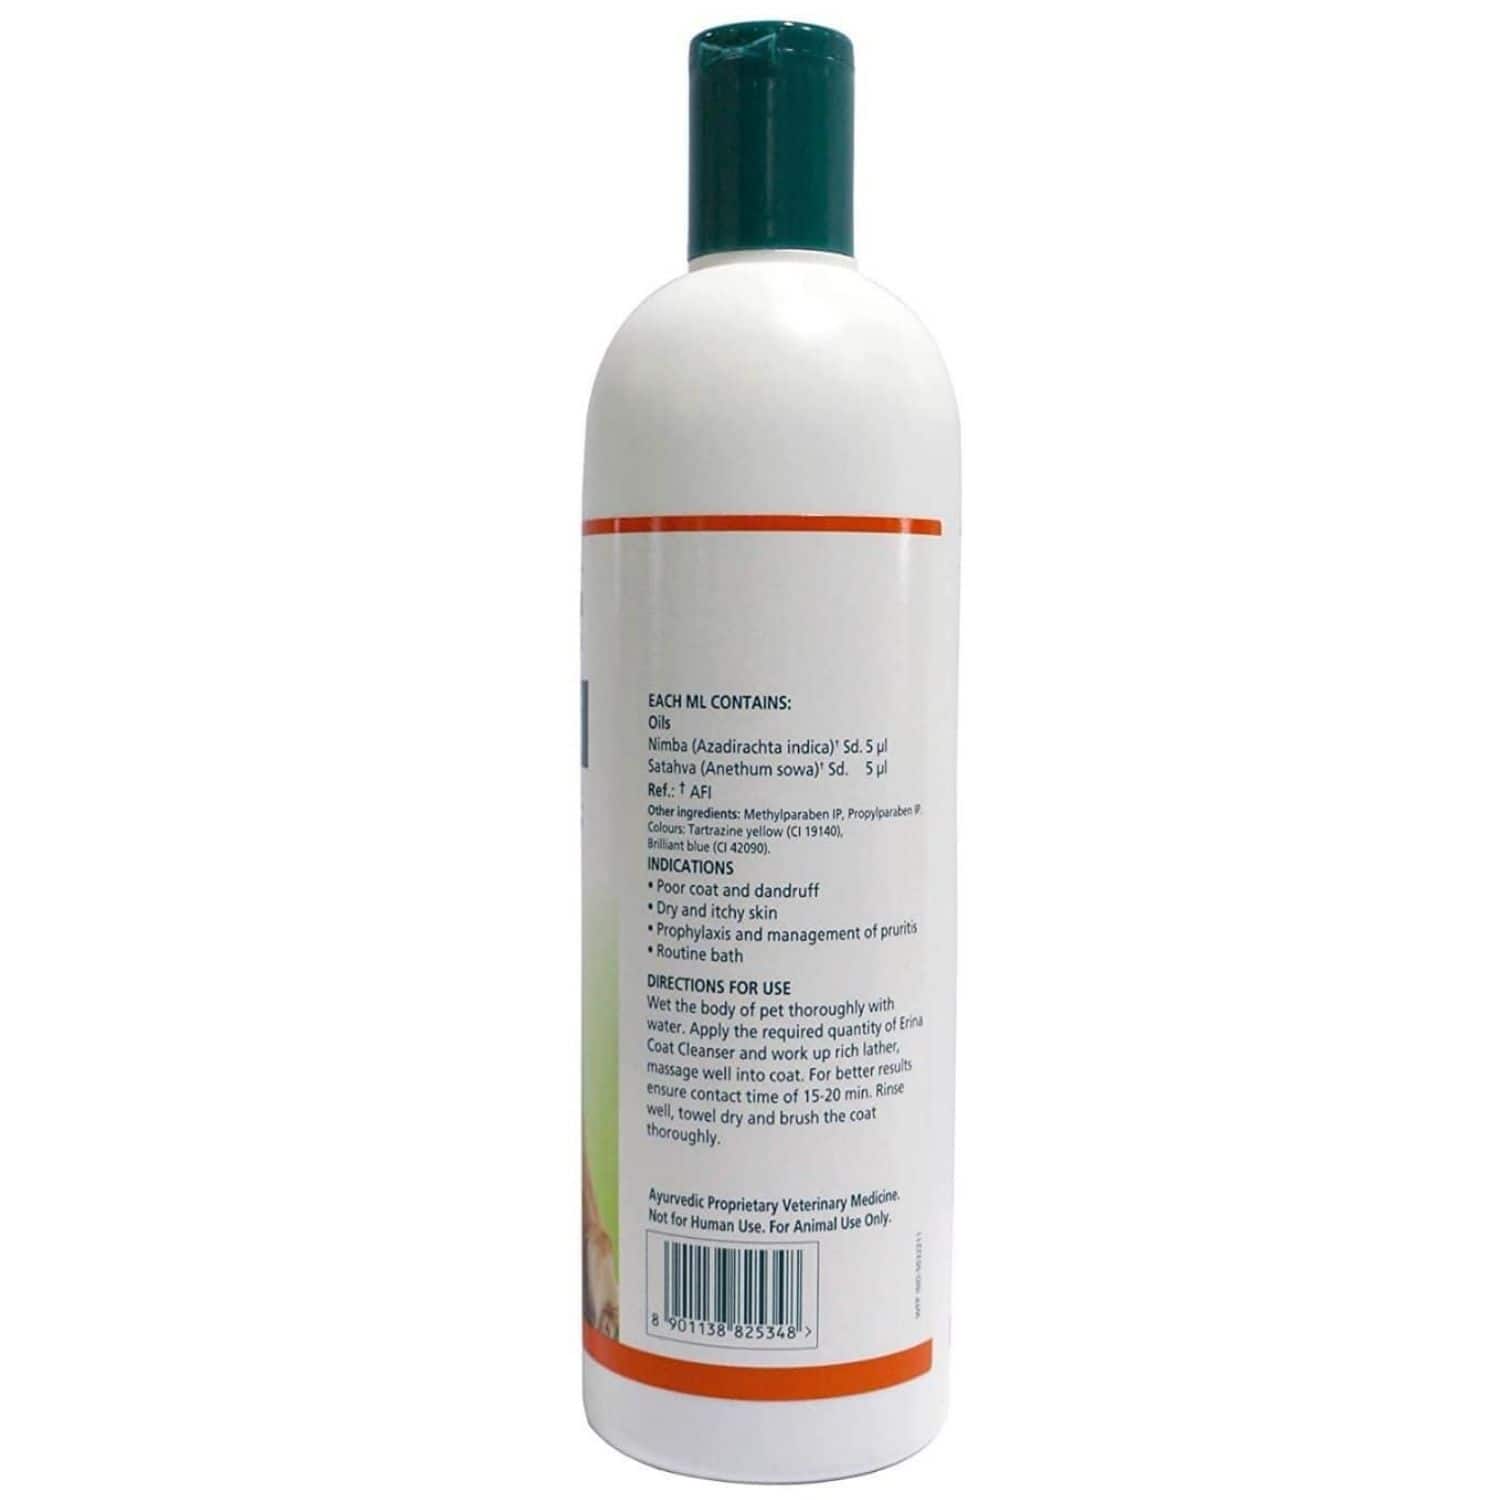 EACH ML CONTAINS:
Oils
Nimba (Azadirachta indica)† Sd. 5 µl
Satahva (Anethum sowa)† Sd. 5 µl
Ref.: † AFI
Other ingredients: Methylparaben IP, Propylparaben IP.
Colours: Tartrazine yellow (CI 19140),
Brilliant blue (CI 42090).
INDICATIONS
• Poor coat and dandruff
• Dry and itchy skin
• Prophylaxis and management of pruritis
• Routine bath
DIRECTIONS FOR USE
Wet the body of pet thoroughly with
water. Apply the required quantity of Erina
Coat Cleanser and work up rich lather,
massage well into coat. For better results
ensure contact time of 15-20 min. Rinse
well, towel dry and brush the coat
thoroughly.
Ayurvedic Proprietary Veterinary Medicine.
Not for Human Use. For Animal Use Only.
8 901138 825348 >